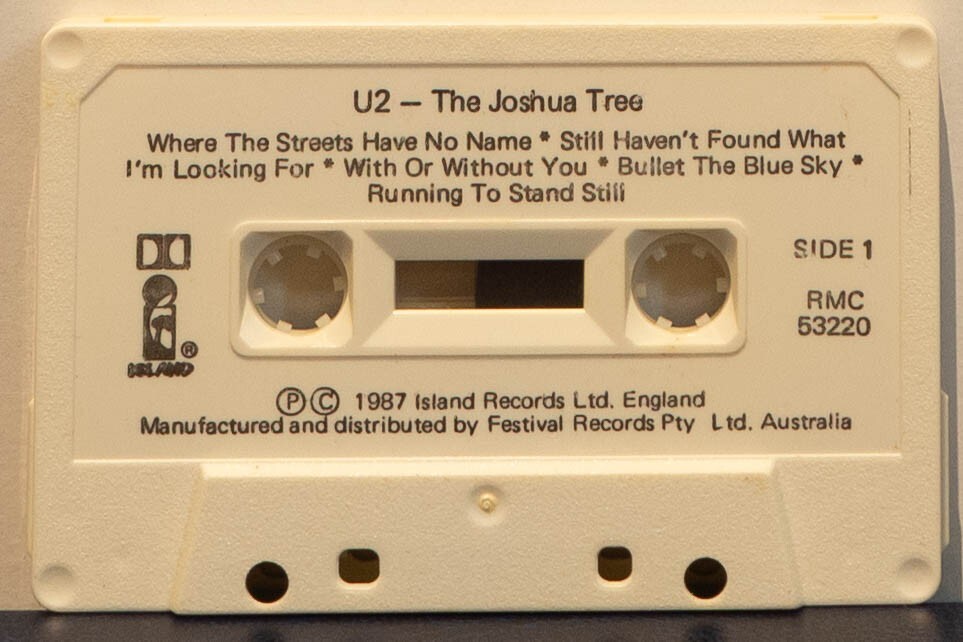 U2 — The Joshua Tree
Where The Streets Have No Name * Still Haven't Found What
I'm Looking For * With Or Without You * Bullet The Blue Sky *
Running To Stand Still
SIDE 1
RMC
53220
®
ISLAND
Ⓟ Ⓒ 1987 Island Records Ltd. England
Manufactured and distributed by Festival Records Pty Ltd. Australia